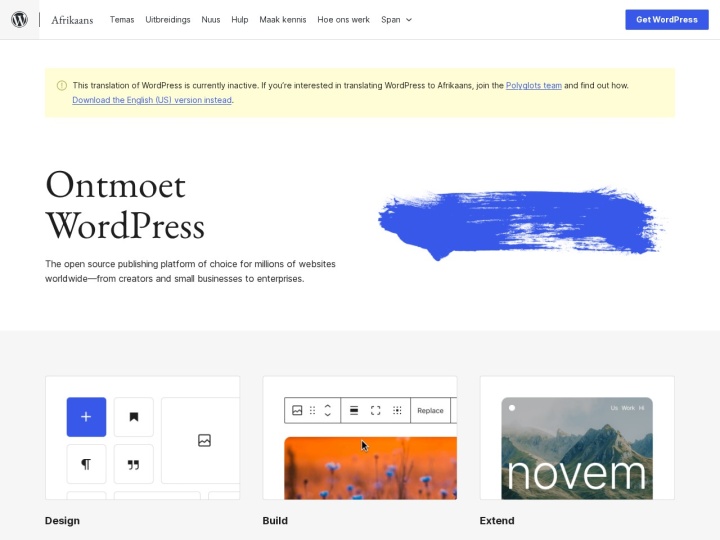 Afrikaans
Temas
Uitbreidings
Nuus
Hulp
Maak kennis
Hoe ons werk
Span
Get WordPress
This translation of WordPress is currently inactive. If you're interested in translating WordPress to Afrikaans, join the Polyglots team and find out how.
Download the English (US) version instead.
Ontmoet
WordPress
The open source publishing platform of choice for millions of websites
worldwide—from creators and small businesses to enterprises.
Replace
Us Work Hi
novem
Design
Build
Extend